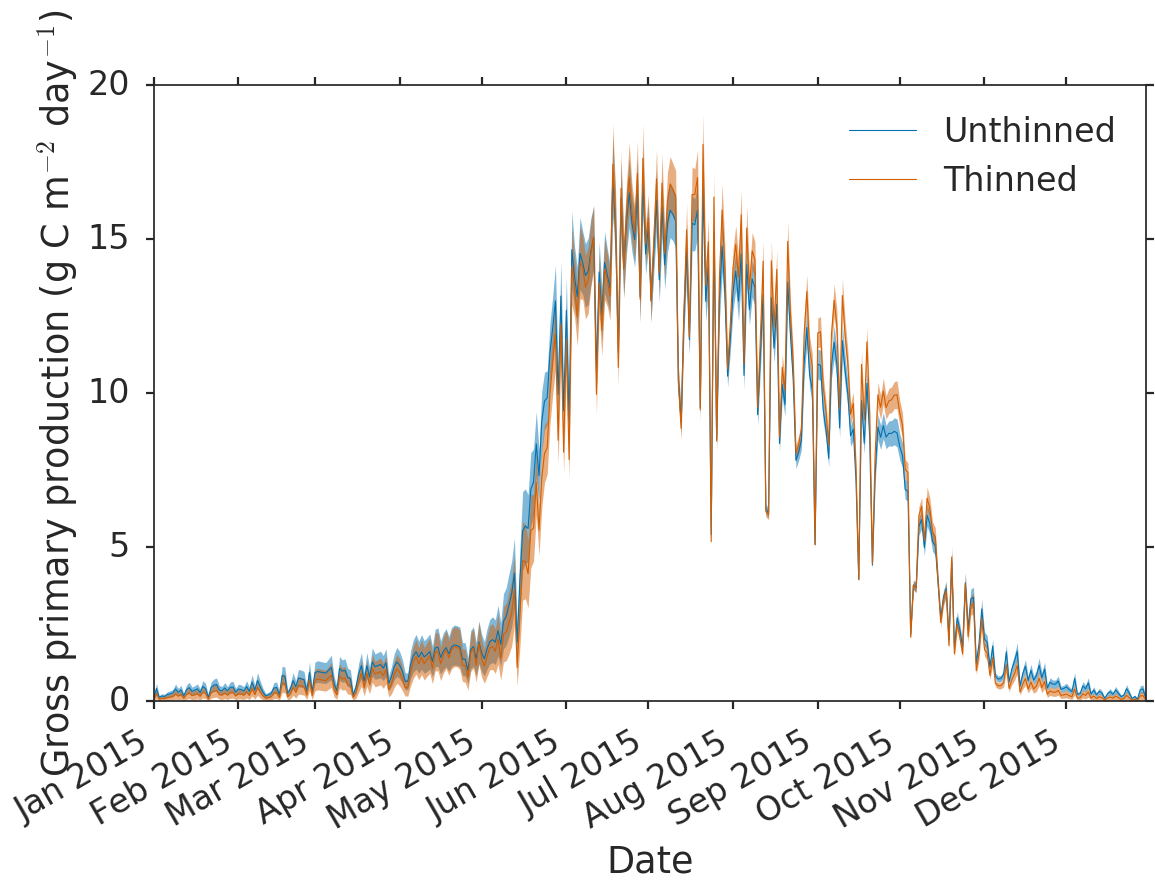 Gross primary production (g C m⁻² day⁻¹)
20
15
10
5
0
Unthinned
Thinned
Jan 2015
Feb 2015
Mar 2015
Apr 2015
May 2015
Jun 2015
Jul 2015
Aug 2015
Sep 2015
Oct 2015
Nov 2015
Dec 2015
Date